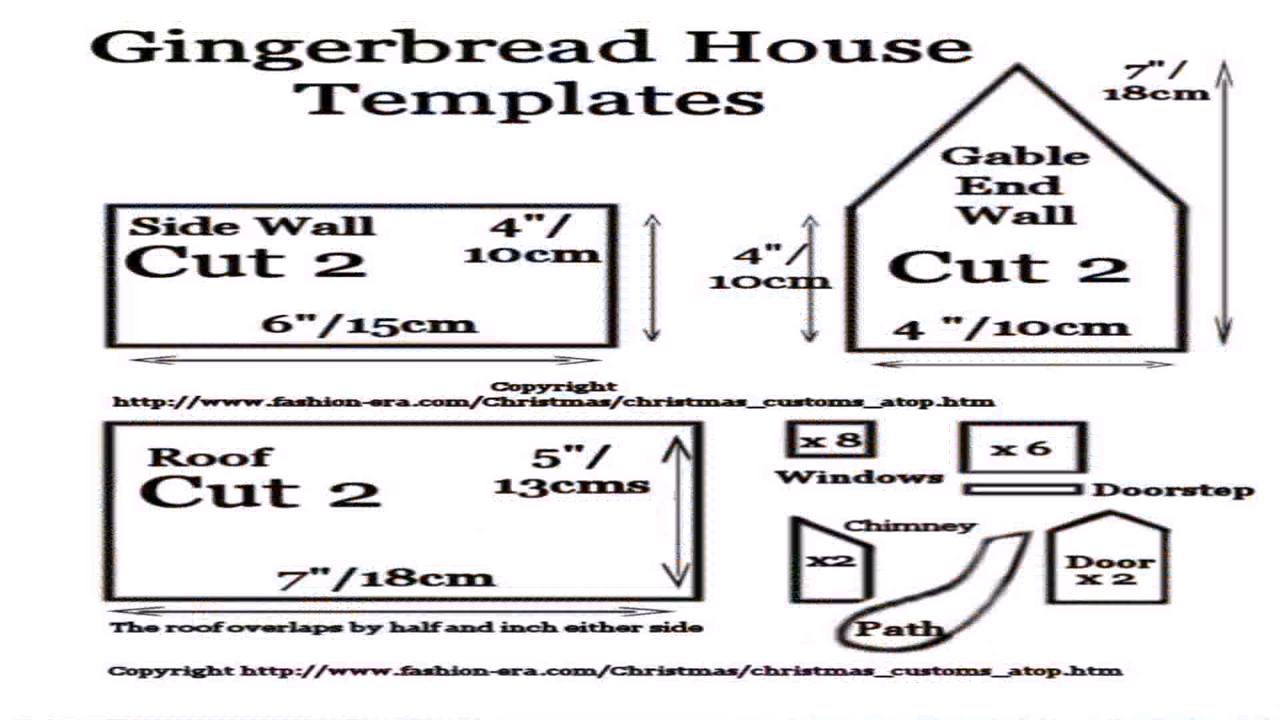 Gingerbread House
Templates
7"/
18cm
Gable
End
Wall
Cut 2
4 "/10cm
4"/
10cm
Side Wall
Cut 2
4"/
10cm
6"/15cm
Copyright
http://www.fashion-era.com/Christmas/christmas_customs_atop.htm
Roof
Cut 2
5"/
13cms
7"/18cm
The roof overlaps by half and inch either side
x 8
Windows
x 6
Doorstep
Chimney
x2
Door
x 2
Path
Copyright http://www.fashion-era.com/Christmas/christmas_customs_atop.htm